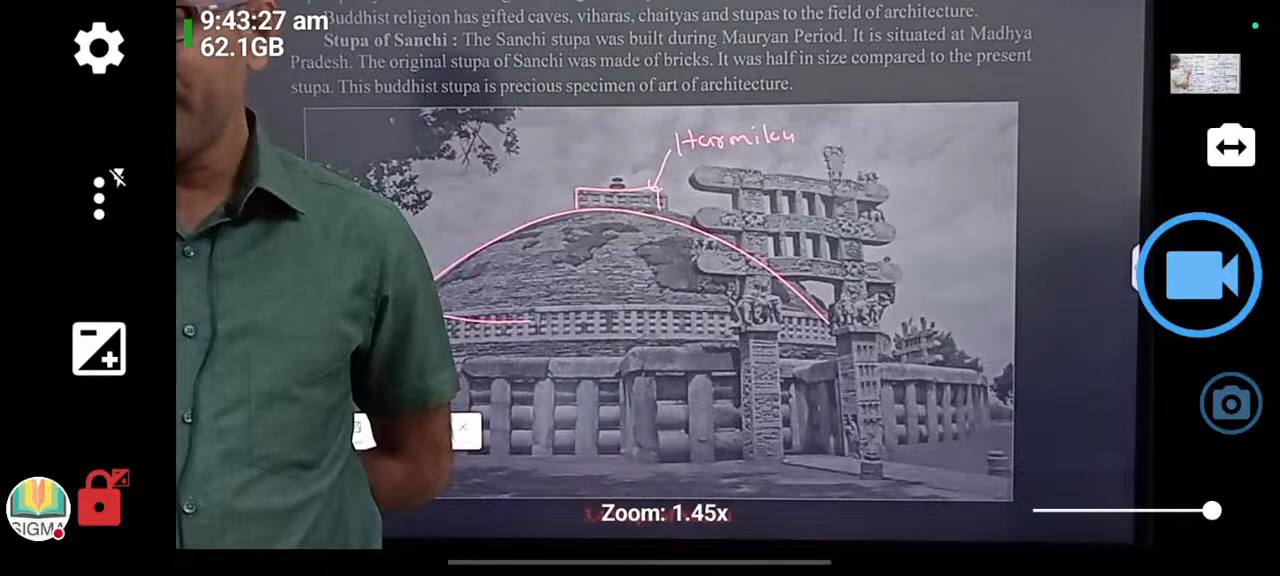 9:43:27 am
62.1GB
Buddhist religion has gifted caves, viharas, chaityas and stupas to the field of architecture.
Stupa of Sanchi : The Sanchi stupa was built during Mauryan Period. It is situated at Madhya
Pradesh. The original stupa of Sanchi was made of bricks. It was half in size compared to the present
stupa. This buddhist stupa is precious specimen of art of architecture.
Harmika
Zoom: 1.45x
SIGMA